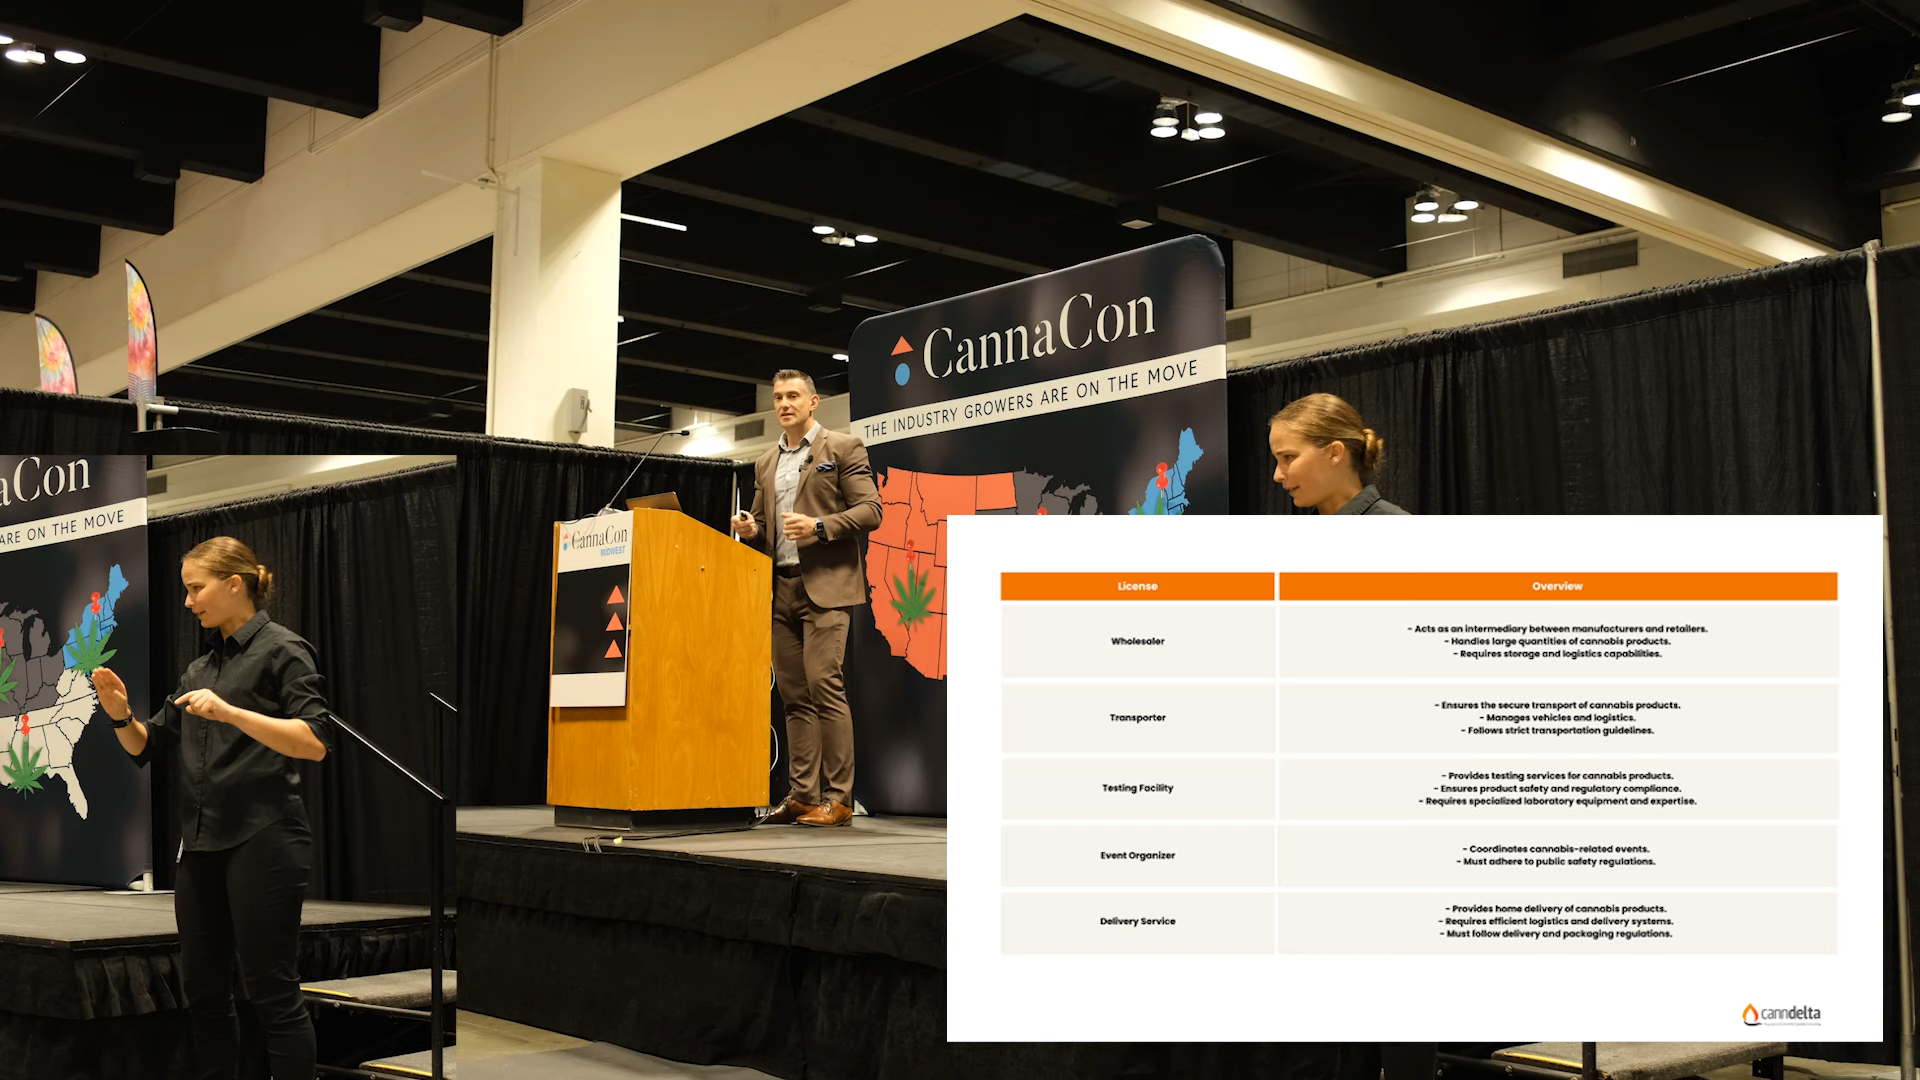 CannaCon
THE INDUSTRY GROWERS ARE ON THE MOVE
aCon
ARE ON THE MOVE
CannaCon
MIDWEST
License
Overview
Wholesaler
- Acts as an intermediary between manufacturers and retailers.
- Handles large quantities of cannabis products.
- Requires storage and logistics capabilities.
Transporter
- Ensures the secure transport of cannabis products.
- Manages vehicles and logistics.
- Follows strict transportation guidelines.
Testing Facility
- Provides testing services for cannabis products.
- Ensures product safety and regulatory compliance.
- Requires specialized laboratory equipment and expertise.
Event Organizer
- Coordinates cannabis-related events.
- Must adhere to public safety regulations.
Delivery Service
- Provides home delivery of cannabis products.
- Requires efficient logistics and delivery systems.
- Must follow delivery and packaging regulations.
canndelta